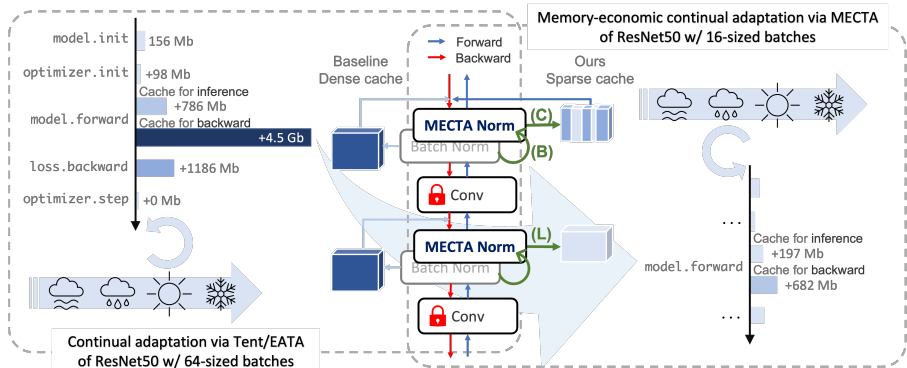 model.init
156 Mb
optimizer.init
+98 Mb
Cache for inference
+786 Mb
model.forward
Cache for backward
+4.5 Gb
loss.backward
+1186 Mb
optimizer.step
+0 Mb
Continual adaptation via Tent/EATA
of ResNet50 w/ 64-sized batches
Forward
Backward
Baseline
Dense cache
Ours
Sparse cache
MECTA Norm
(C)
Batch Norm
(B)
Conv
MECTA Norm
(L)
Batch Norm
Conv
Memory-economic continual adaptation via MECTA
of ResNet50 w/ 16-sized batches
...
Cache for inference
+197 Mb
model.forward
Cache for backward
+682 Mb
...